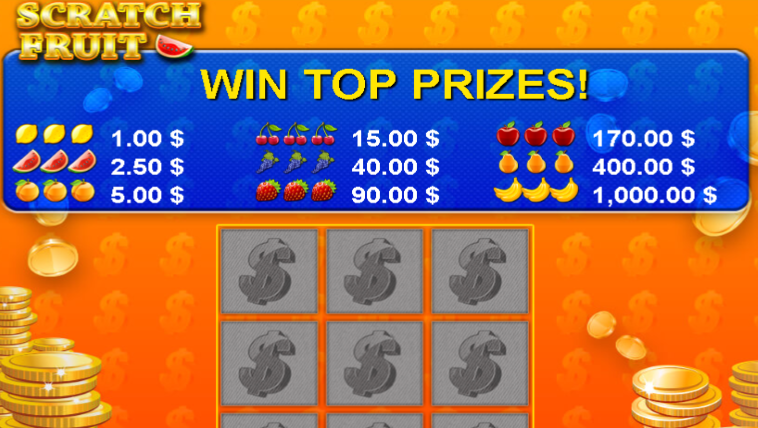 SCRATCH
FRUIT
WIN TOP PRIZES!
1.00 $ 15.00 $ 170.00 $
2.50 $ 40.00 $ 400.00 $
5.00 $ 90.00 $ 1,000.00 $
$ $ $
$ $ $